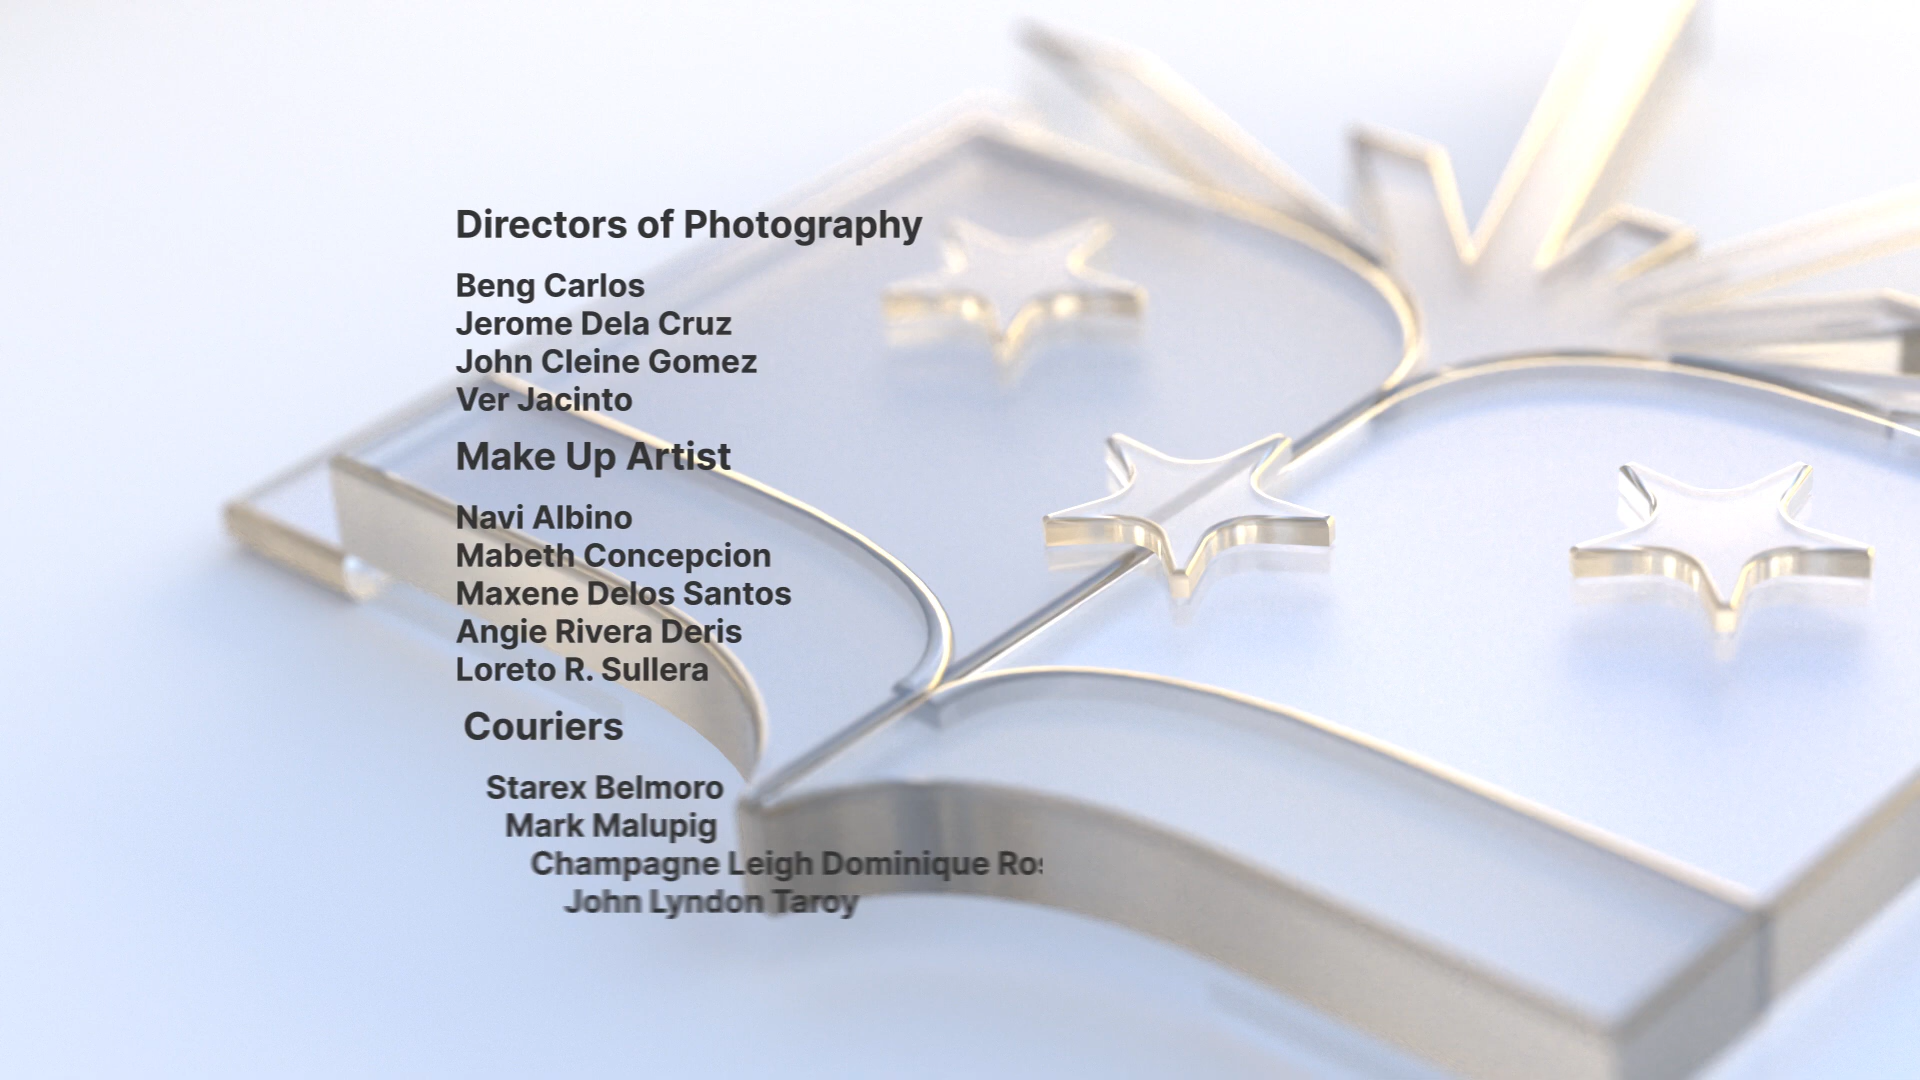 Directors of Photography
Beng Carlos
Jerome Dela Cruz
John Cleine Gomez
Ver Jacinto
Make Up Artist
Navi Albino
Mabeth Concepcion
Maxene Delos Santos
Angie Rivera Deris
Loreto R. Sullera
Couriers
Starex Belmoro
Mark Malupig
Champagne Leigh Dominique
John Lyndon Taroy